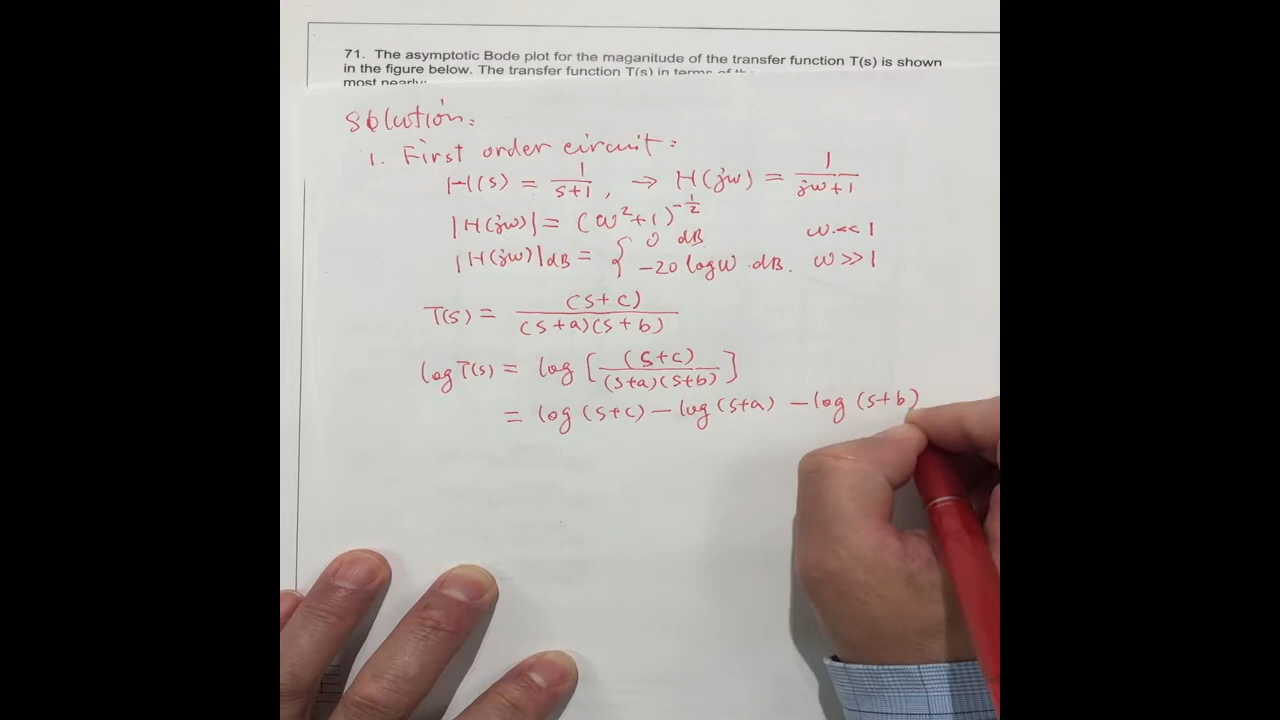 71. The asymptotic Bode plot for the maganitude of the transfer function T(s) is shown
in the figure below. The transfer function T(s) in terms of
most nearly:
Solution:
1. First order circuit:
H(s) = 1/(s+1), → H(jw) = 1/(jw+1)
|H(jw)| = (w²+1)^(-1/2)
|H(jw)|dB = { 0 dB w << 1
-20 log w dB. w >> 1
T(s) = (s+c)/((s+a)(s+b))
log T(s) = log [(s+c)/((s+a)(s+b))]
= log (s+c) - log (s+a) - log (s+b)